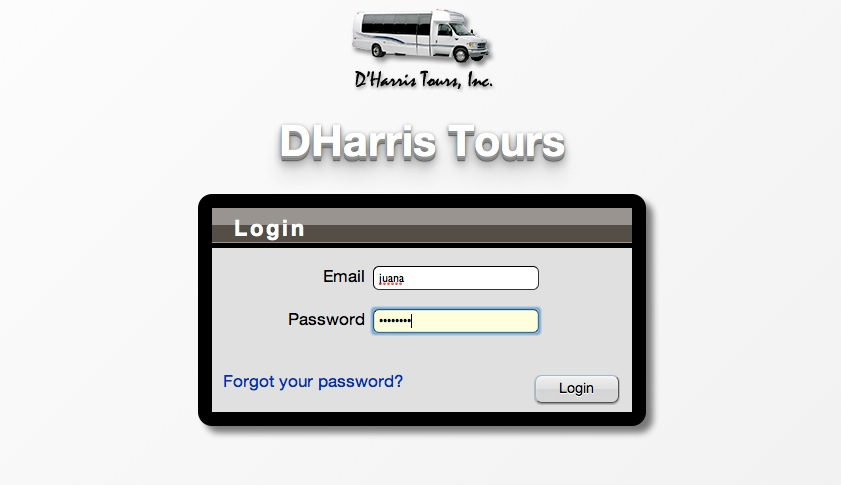 D'Harris Tours, Inc.
DHarris Tours
Login
Email juana
Password ••••••••
Forgot your password? Login